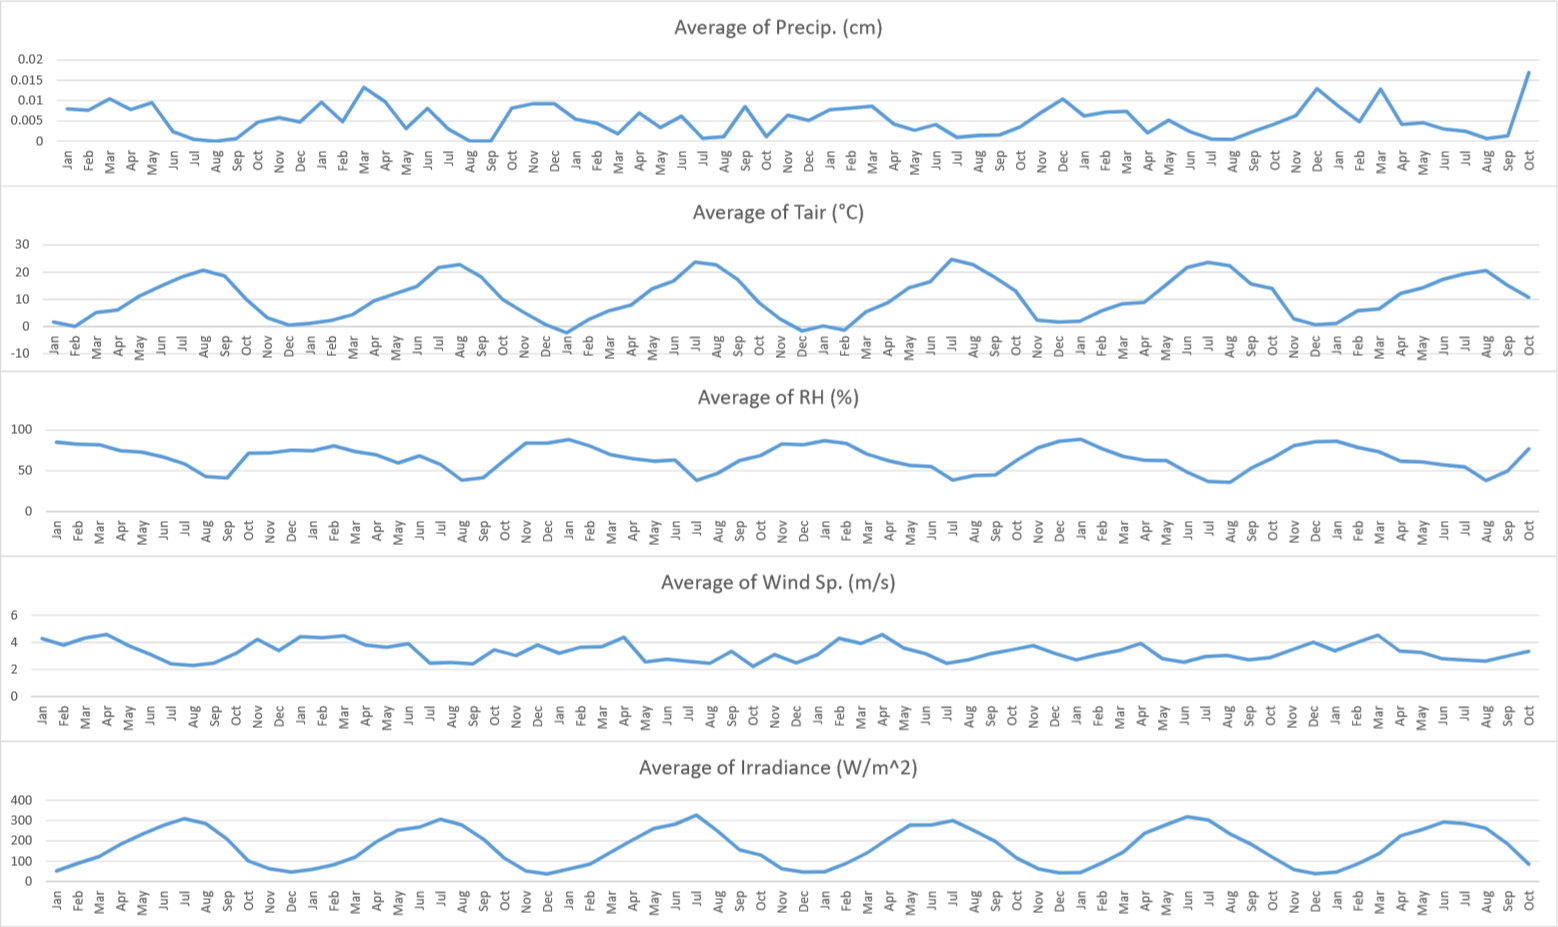 Average of Precip. (cm)
0.02
0.015
0.01
0.005
0
Jan Feb Mar Apr May Jun Jul Aug Sep Oct Nov Dec Jan Feb Mar Apr May Jun Jul Aug Sep Oct Nov Dec Jan Feb Mar Apr May Jun Jul Aug Sep Oct Nov Dec Jan Feb Mar Apr May Jun Jul Aug Sep Oct Nov Dec Jan Feb Mar Apr May Jun Jul Aug Sep Oct Nov Dec Jan Feb Mar Apr May Jun Jul Aug Sep Oct
Average of Tair (°C)
30
20
10
0
-10
Jan Feb Mar Apr May Jun Jul Aug Sep Oct Nov Dec Jan Feb Mar Apr May Jun Jul Aug Sep Oct Nov Dec Jan Feb Mar Apr May Jun Jul Aug Sep Oct Nov Dec Jan Feb Mar Apr May Jun Jul Aug Sep Oct Nov Dec Jan Feb Mar Apr May Jun Jul Aug Sep Oct Nov Dec Jan Feb Mar Apr May Jun Jul Aug Sep Oct
Average of RH (%)
100
50
0
Jan Feb Mar Apr May Jun Jul Aug Sep Oct Nov Dec Jan Feb Mar Apr May Jun Jul Aug Sep Oct Nov Dec Jan Feb Mar Apr May Jun Jul Aug Sep Oct Nov Dec Jan Feb Mar Apr May Jun Jul Aug Sep Oct Nov Dec Jan Feb Mar Apr May Jun Jul Aug Sep Oct Nov Dec Jan Feb Mar Apr May Jun Jul Aug Sep Oct
Average of Wind Sp. (m/s)
6
4
2
0
Jan Feb Mar Apr May Jun Jul Aug Sep Oct Nov Dec Jan Feb Mar Apr May Jun Jul Aug Sep Oct Nov Dec Jan Feb Mar Apr May Jun Jul Aug Sep Oct Nov Dec Jan Feb Mar Apr May Jun Jul Aug Sep Oct Nov Dec Jan Feb Mar Apr May Jun Jul Aug Sep Oct Nov Dec Jan Feb Mar Apr May Jun Jul Aug Sep Oct
Average of Irradiance (W/m^2)
400
300
200
100
0
Jan Feb Mar Apr May Jun Jul Aug Sep Oct Nov Dec Jan Feb Mar Apr May Jun Jul Aug Sep Oct Nov Dec Jan Feb Mar Apr May Jun Jul Aug Sep Oct Nov Dec Jan Feb Mar Apr May Jun Jul Aug Sep Oct Nov Dec Jan Feb Mar Apr May Jun Jul Aug Sep Oct Nov Dec Jan Feb Mar Apr May Jun Jul Aug Sep Oct